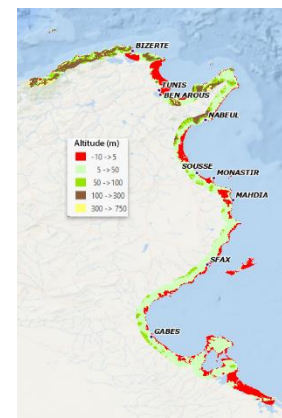 BIZERTE
TUNIS
BEN AROUS
NABEUL
Altitude (m)
-10 ->5
5 ->50
50 ->100
100 ->300
300 -> 750
SOUSSE
MONASTIR
MAHDIA
SFAX
GABES